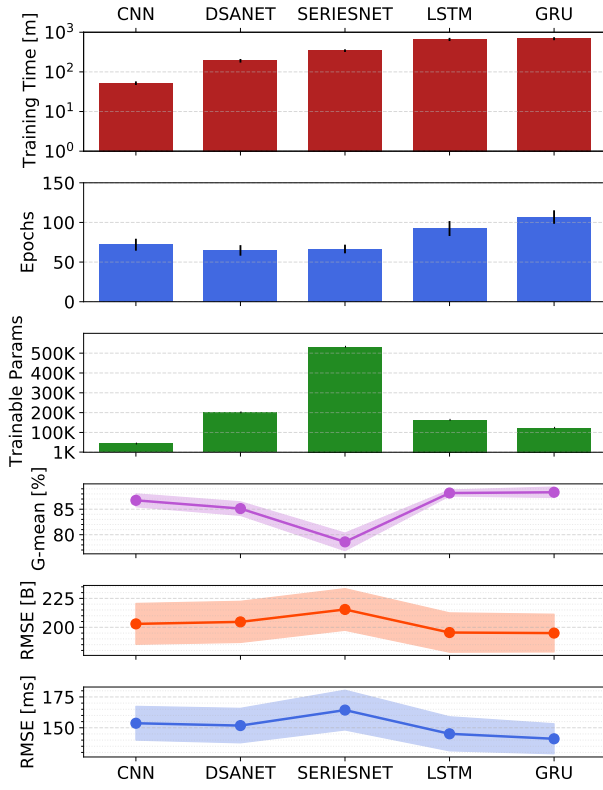 CNN DSANET SERIESNET LSTM GRU
Training Time [m]
10³
10²
10¹
10⁰
Epochs
150
100
50
0
Trainable Params
500K
400K
300K
200K
100K
1K
G-mean [%]
85
80
RMSE [B]
225
200
RMSE [ms]
175
150
CNN DSANET SERIESNET LSTM GRU